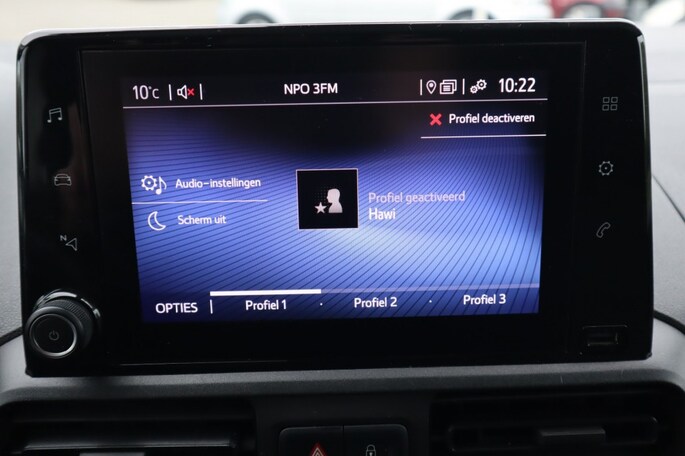 10°C NPO 3FM 10:22
Profiel deactiveren
Audio-instellingen
Profiel geactiveerd
Hawi
Scherm uit
OPTIES Profiel 1 Profiel 2 Profiel 3
N